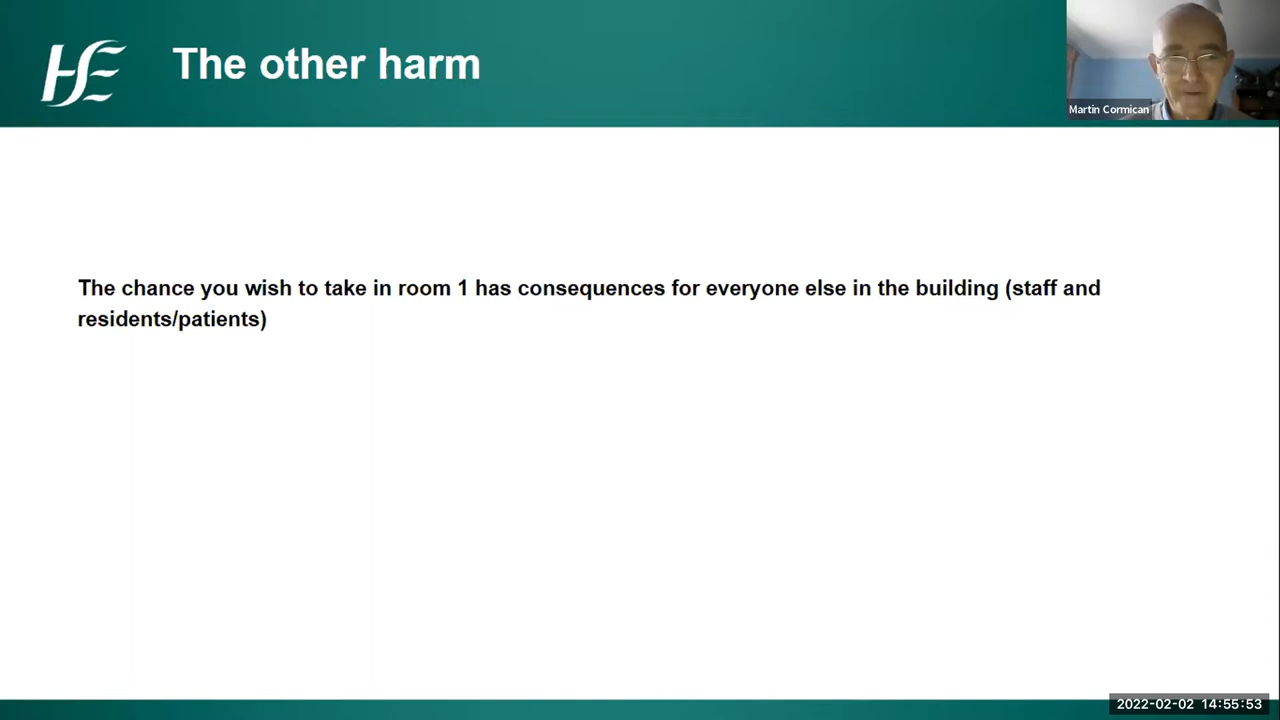 HSE
The other harm
Martin Cormican
The chance you wish to take in room 1 has consequences for everyone else in the building (staff and
residents/patients)
2022-02-02 14:55:53